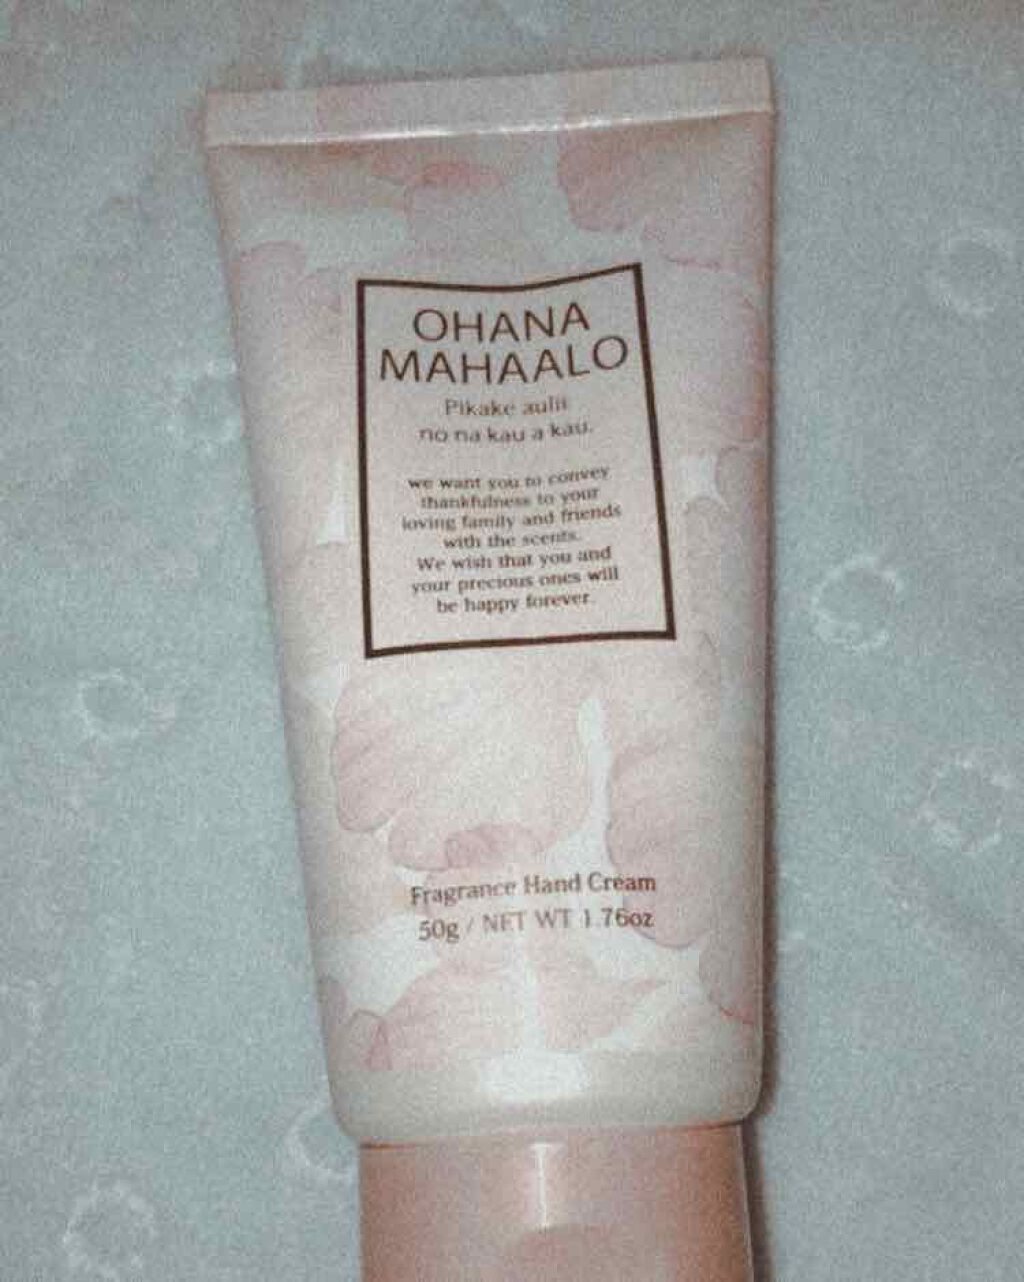 OHANA
MAHAALO
Pikake aulii
no na kau a kau.
we want you to convey
thankfulness to your
loving family and friends
with the scents.
We wish that you and
your precious ones will
be happy forever.
Fragrance Hand Cream
50g / NET WT 1.76oz